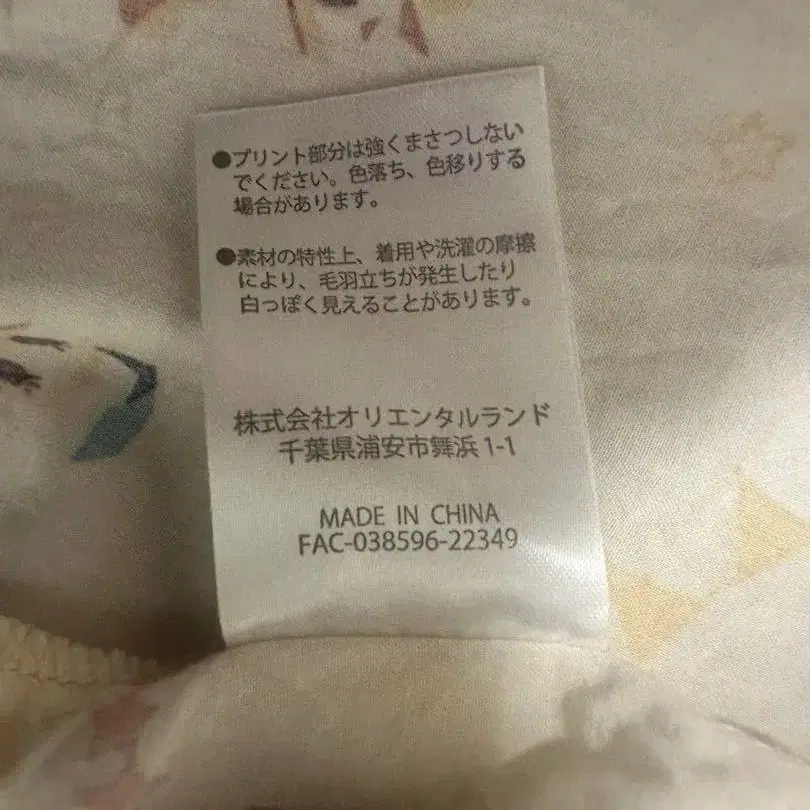 ●プリント部分は強くまさつしない
でください。色落ち、色移りする
場合があります。
●素材の特性上、着用や洗濯の摩擦
により、毛羽立ちが発生したり
白っぽく見えることがあります。
株式会社オリエンタルランド
千葉県浦安市舞浜1-1
MADE IN CHINA
FAC-038596-22349